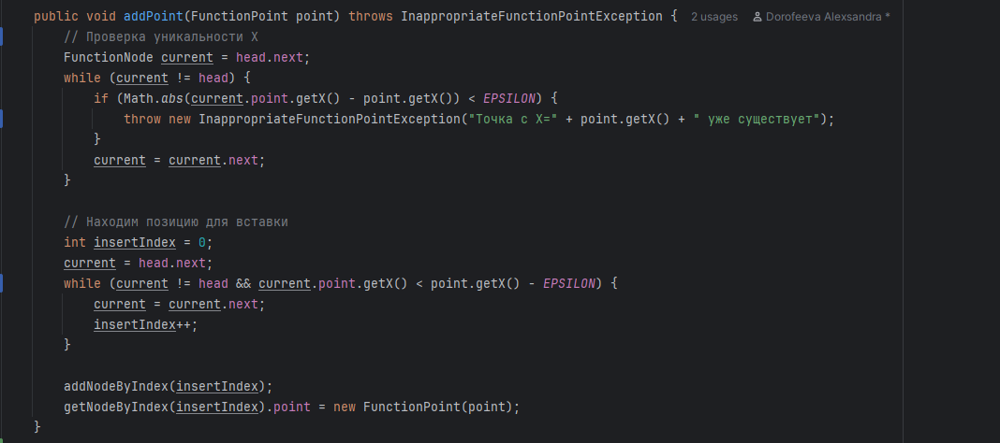 public void addPoint(FunctionPoint point) throws InappropriateFunctionPointException { 2 usages Dorofeeva Alexsandra *
// Проверка уникальности X
FunctionNode current = head.next;
while (current != head) {
if (Math.abs(current.point.getX() - point.getX()) < EPSILON) {
throw new InappropriateFunctionPointException("Точка с X=" + point.getX() + " уже существует");
}
current = current.next;
}
// Находим позицию для вставки
int insertIndex = 0;
current = head.next;
while (current != head && current.point.getX() < point.getX() - EPSILON) {
current = current.next;
insertIndex++;
}
addNodeByIndex(insertIndex);
getNodeByIndex(insertIndex).point = new FunctionPoint(point);
}